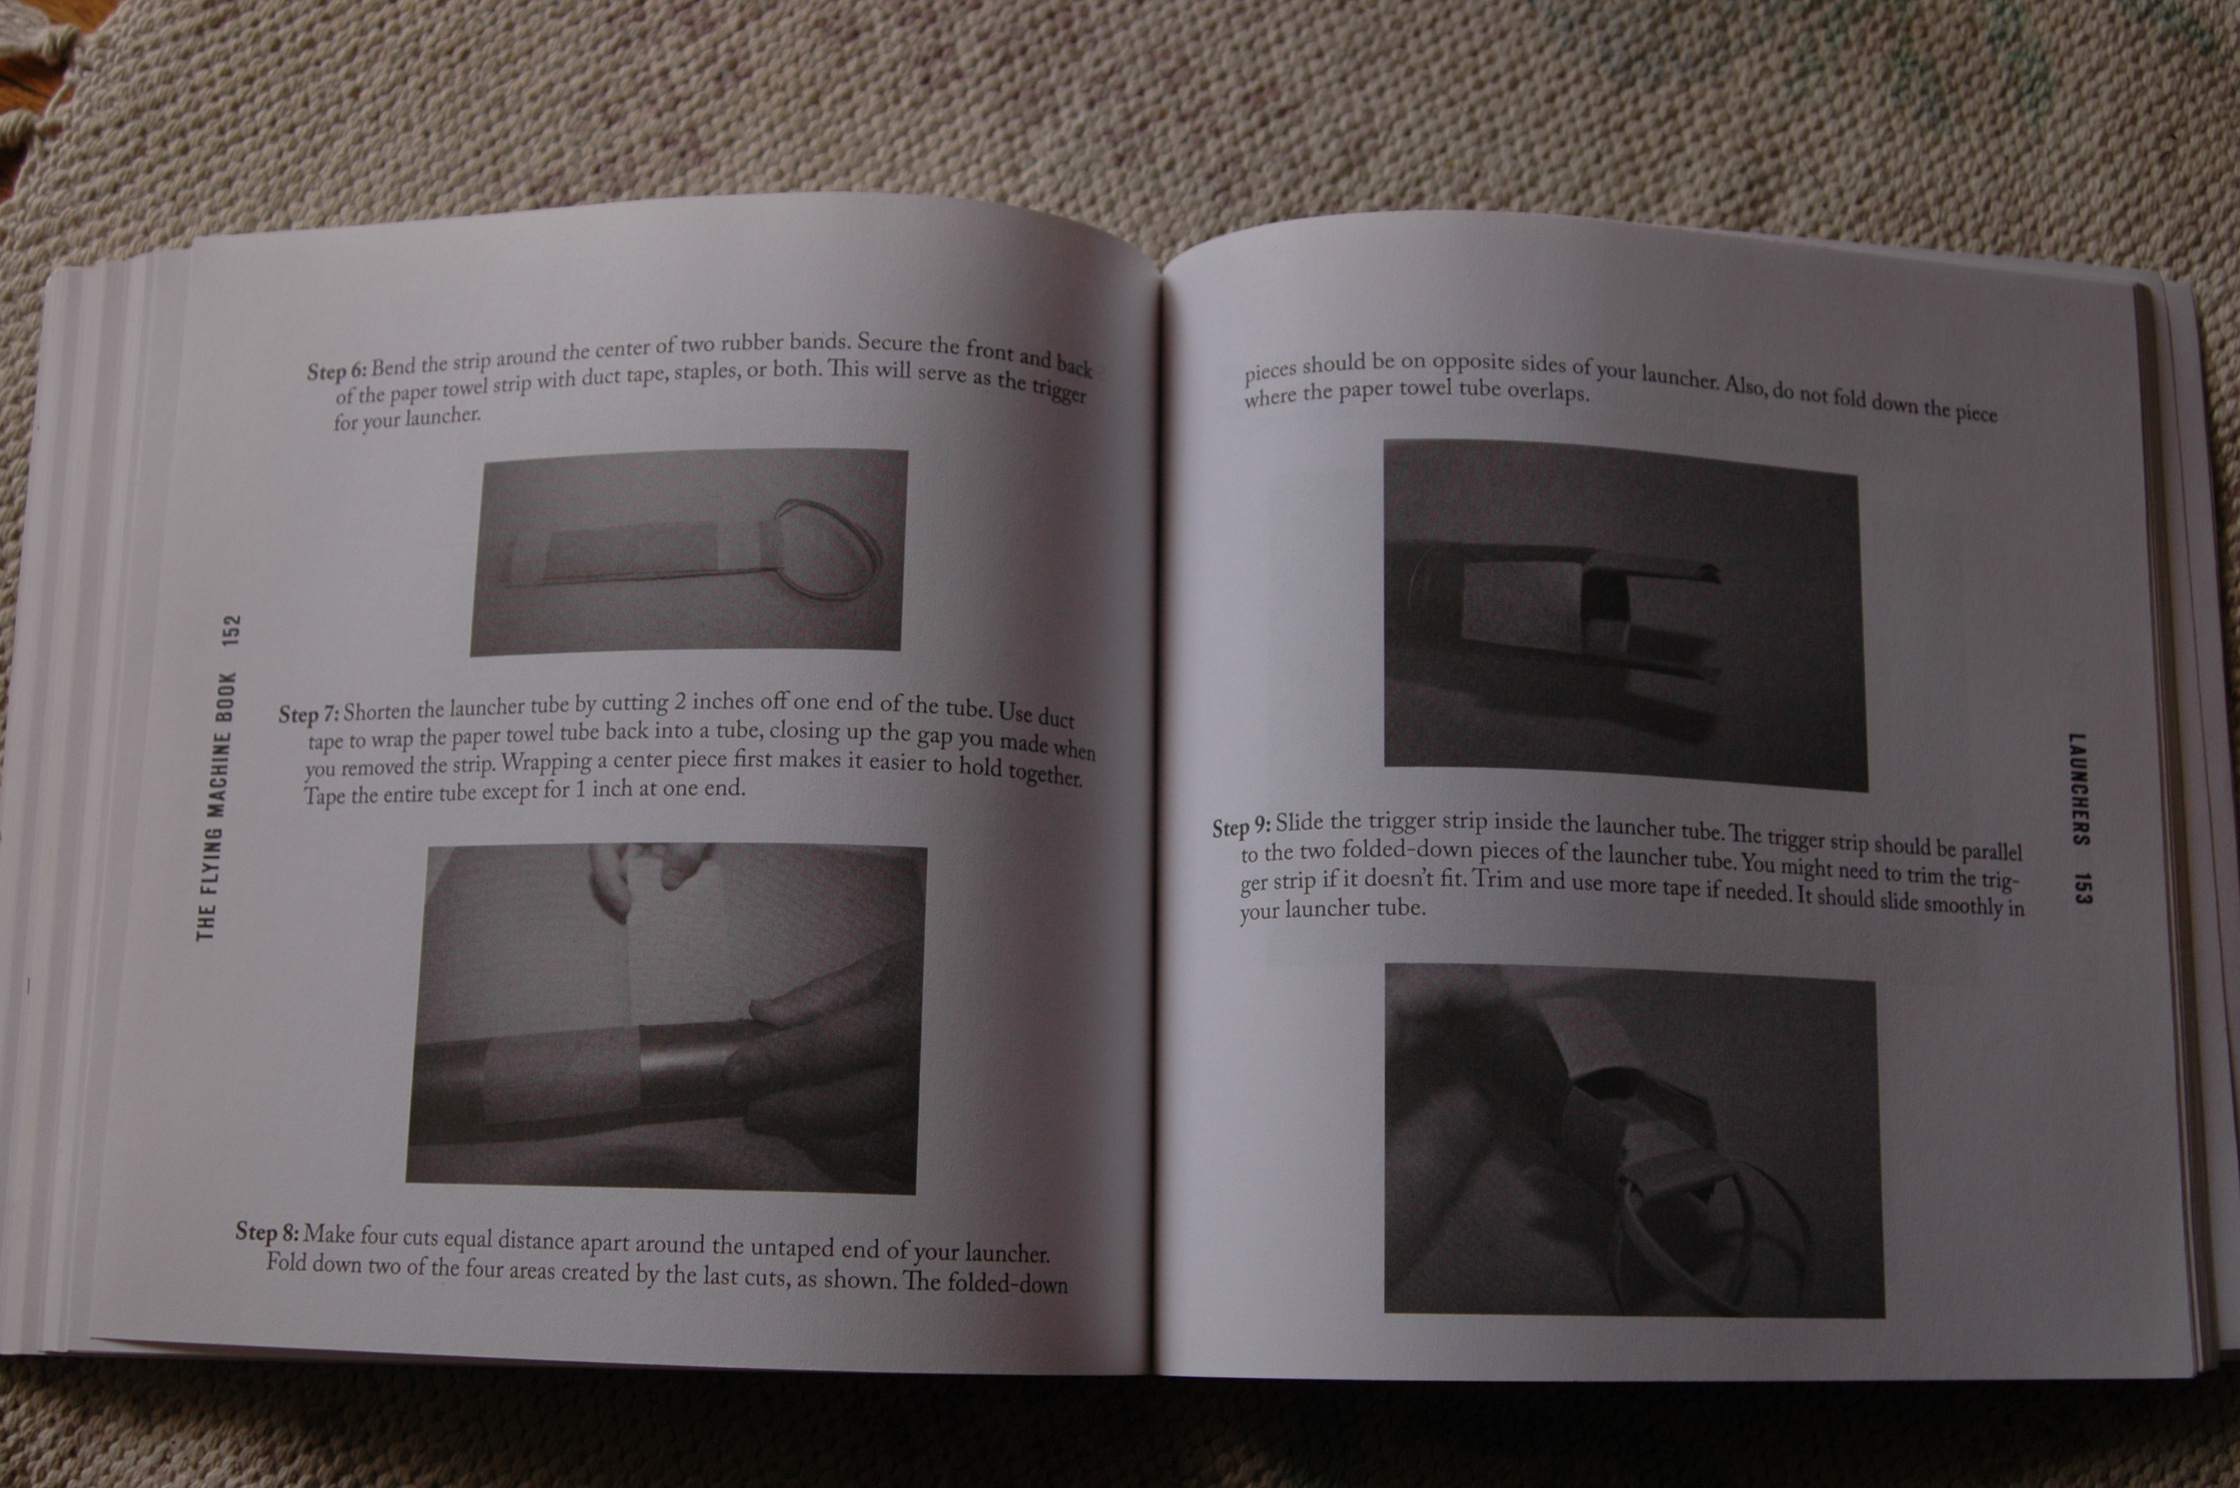 Step 6: Bend the strip around the center of two rubber bands. Secure the front and back
of the paper towel strip with duct tape, staples, or both. This will serve as the trigger
for your launcher.
THE FLYING MACHINE BOOK 152
Step 7: Shorten the launcher tube by cutting 2 inches off one end of the tube. Use duct
tape to wrap the paper towel tube back into a tube, closing up the gap you made when
you removed the strip. Wrapping a center piece first makes it easier to hold together.
Tape the entire tube except for 1 inch at one end.
Step 8: Make four cuts equal distance apart around the untaped end of your launcher.
Fold down two of the four areas created by the last cuts, as shown. The folded-down
pieces should be on opposite sides of your launcher. Also, do not fold down the piece
where the paper towel tube overlaps.
Step 9: Slide the trigger strip inside the launcher tube. The trigger strip should be parallel
to the two folded-down pieces of the launcher tube. You might need to trim the trig-
ger strip if it doesn't fit. Trim and use more tape if needed. It should slide smoothly in
your launcher tube.
LAUNCHERS 153